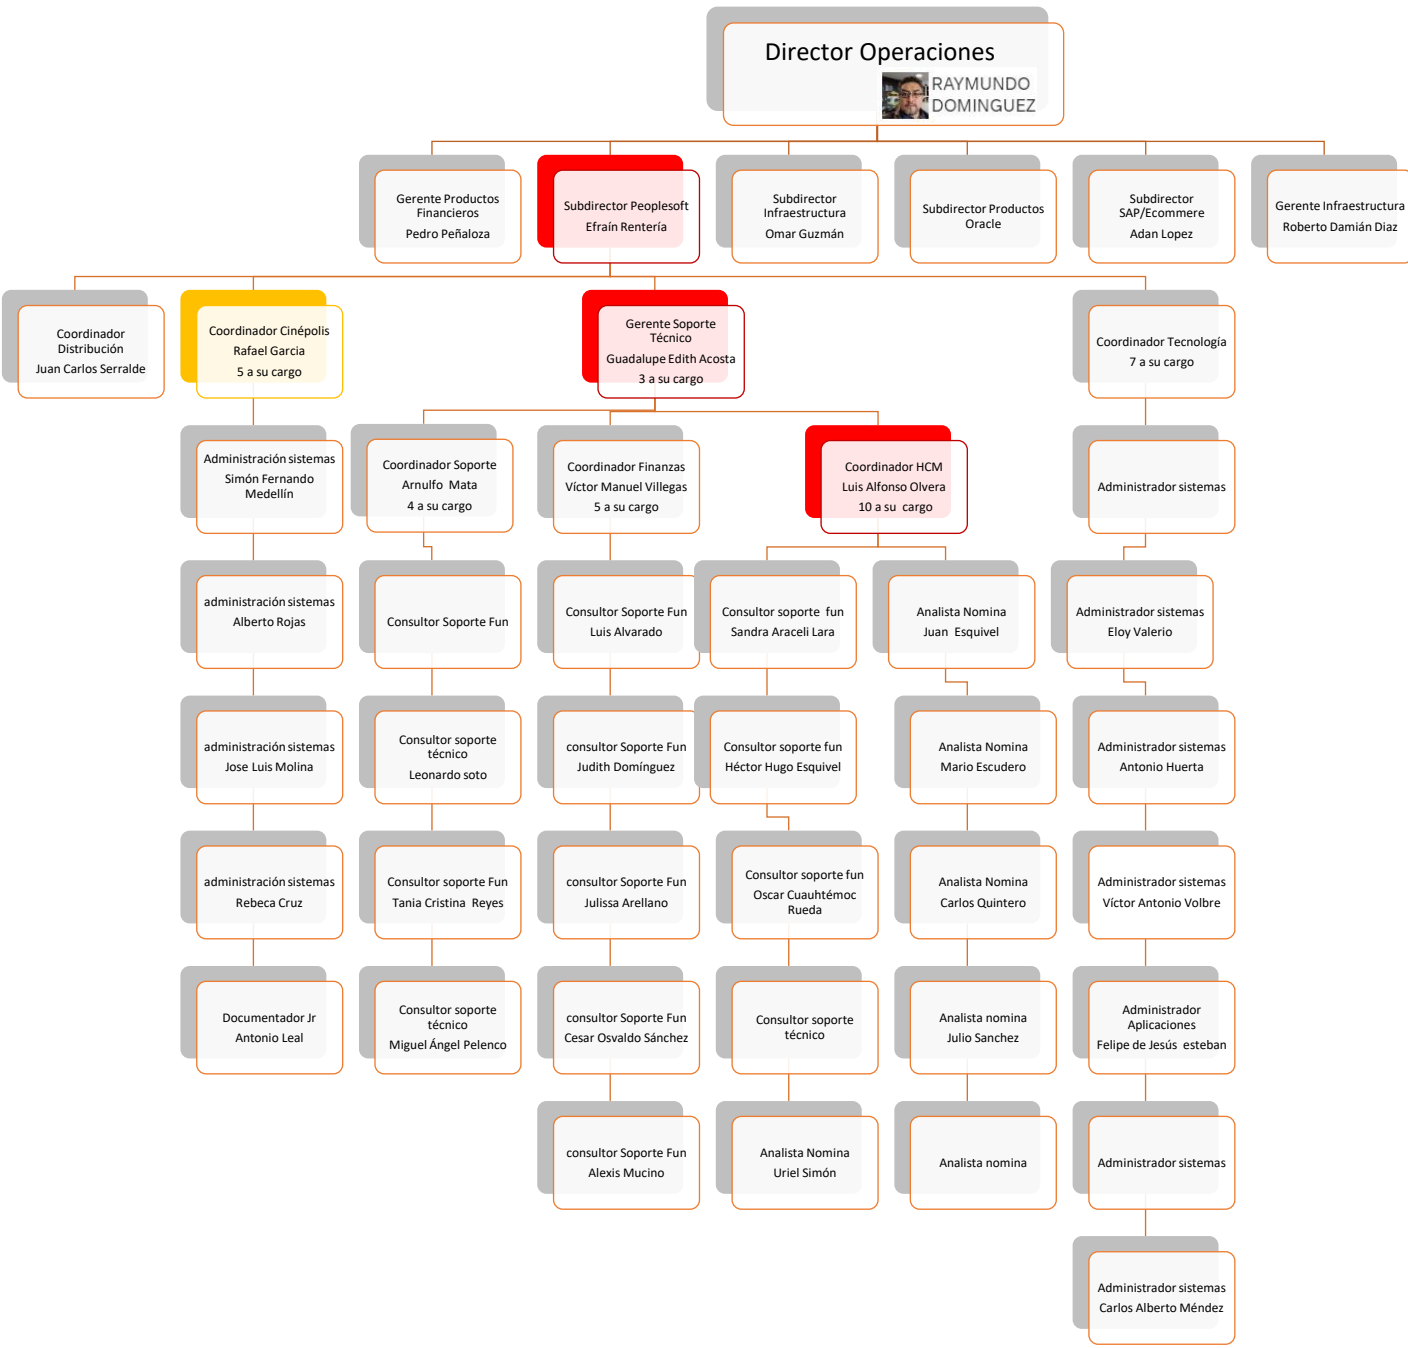 Director Operaciones
RAYMUNDO
DOMINGUEZ
Gerente Productos
Financieros
Pedro Peñaloza
Subdirector Peoplesoft
Efraín Rentería
Subdirector
Infraestructura
Omar Guzmán
Subdirector Productos
Oracle
Subdirector
SAP/Ecommere
Adan Lopez
Gerente Infraestructura
Roberto Damián Diaz
Coordinador
Distribución
Juan Carlos Serralde
Coordinador Cinépolis
Rafael Garcia
5 a su cargo
Gerente Soporte
Técnico
Guadalupe Edith Acosta
3 a su cargo
Coordinador Tecnología
7 a su cargo
Administración sistemas
Simón Fernando
Medellín
Coordinador Soporte
Arnulfo  Mata
4 a su cargo
Coordinador Finanzas
Víctor Manuel Villegas
5 a su cargo
Coordinador HCM
Luis Alfonso Olvera
10 a su  cargo
Administrador sistemas
administración sistemas
Alberto Rojas
Consultor Soporte Fun
Consultor Soporte Fun
Luis Alvarado
Consultor soporte  fun
Sandra Araceli Lara
Analista Nomina
Juan  Esquivel
Administrador sistemas
Eloy Valerio
administración sistemas
Jose Luis Molina
Consultor soporte
técnico
Leonardo soto
consultor Soporte Fun
Judith Domínguez
Consultor soporte fun
Héctor Hugo Esquivel
Analista Nomina
Mario Escudero
Administrador sistemas
Antonio Huerta
administración sistemas
Rebeca Cruz
Consultor soporte Fun
Tania Cristina  Reyes
consultor Soporte Fun
Julissa Arellano
Consultor soporte fun
Oscar Cuauhtémoc
Rueda
Analista Nomina
Carlos Quintero
Administrador sistemas
Víctor Antonio Volbre
Documentador Jr
Antonio Leal
Consultor soporte
técnico
Miguel Ángel Pelenco
consultor Soporte Fun
Cesar Osvaldo Sánchez
Consultor soporte
técnico
Analista nomina
Julio Sanchez
Administrador
Aplicaciones
Felipe de Jesús  esteban
consultor Soporte Fun
Alexis Mucino
Analista Nomina
Uriel Simón
Analista nomina
Administrador sistemas
Administrador sistemas
Carlos Alberto Méndez